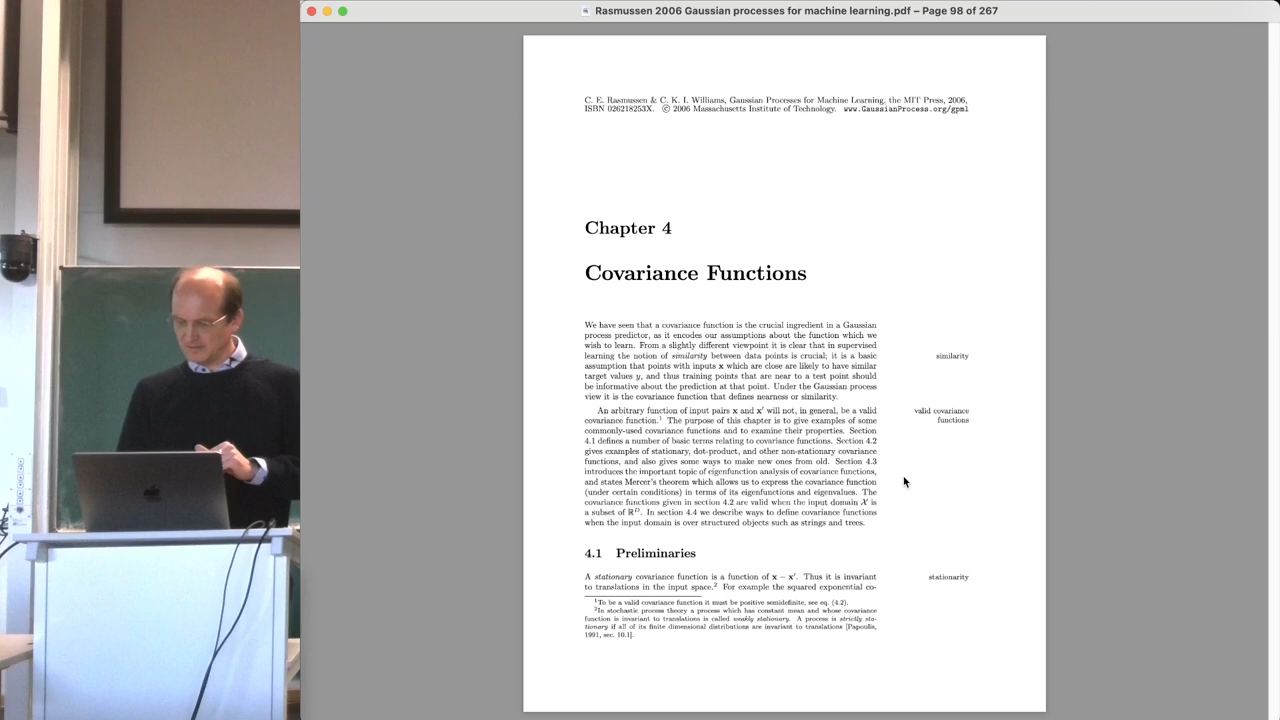 Rasmussen 2006 Gaussian processes for machine learning.pdf – Page 98 of 267
C. E. Rasmussen & C. K. I. Williams, Gaussian Processes for Machine Learning, the MIT Press, 2006,
ISBN 026218253X. © 2006 Massachusetts Institute of Technology. www.GaussianProcess.org/gpml
Chapter 4
Covariance Functions
We have seen that a covariance function is the crucial ingredient in a Gaussian
process predictor, as it encodes our assumptions about the function which we
wish to learn. From a slightly different viewpoint it is clear that in supervised
learning the notion of similarity between data points is crucial; it is a basic
similarity
assumption that points with inputs x which are close are likely to have similar
target values y, and thus training points that are near to a test point should
be informative about the prediction at that point. Under the Gaussian process
view it is the covariance function that defines nearness or similarity.
An arbitrary function of input pairs x and x′ will not, in general, be a valid
valid covariance
covariance function.¹ The purpose of this chapter is to give examples of some
functions
commonly-used covariance functions and to examine their properties. Section
4.1 defines a number of basic terms relating to covariance functions. Section 4.2
gives examples of stationary, dot-product, and other non-stationary covariance
functions, and also gives some ways to make new ones from old. Section 4.3
introduces the important topic of eigenfunction analysis of covariance functions,
and states Mercer's theorem which allows us to express the covariance function
(under certain conditions) in terms of its eigenfunctions and eigenvalues. The
covariance functions given in section 4.2 are valid when the input domain 𝒳 is
a subset of ℝᴰ. In section 4.4 we describe ways to define covariance functions
when the input domain is over structured objects such as strings and trees.
4.1 Preliminaries
A stationary covariance function is a function of x − x′. Thus it is invariant
stationarity
to translations in the input space.² For example the squared exponential co-
¹To be a valid covariance function it must be positive semidefinite, see eq. (4.2).
²In stochastic process theory a process which has constant mean and whose covariance
function is invariant to translations is called weakly stationary. A process is strictly sta-
tionary if all of its finite dimensional distributions are invariant to translations [Papoulis,
1991, sec. 10.1].